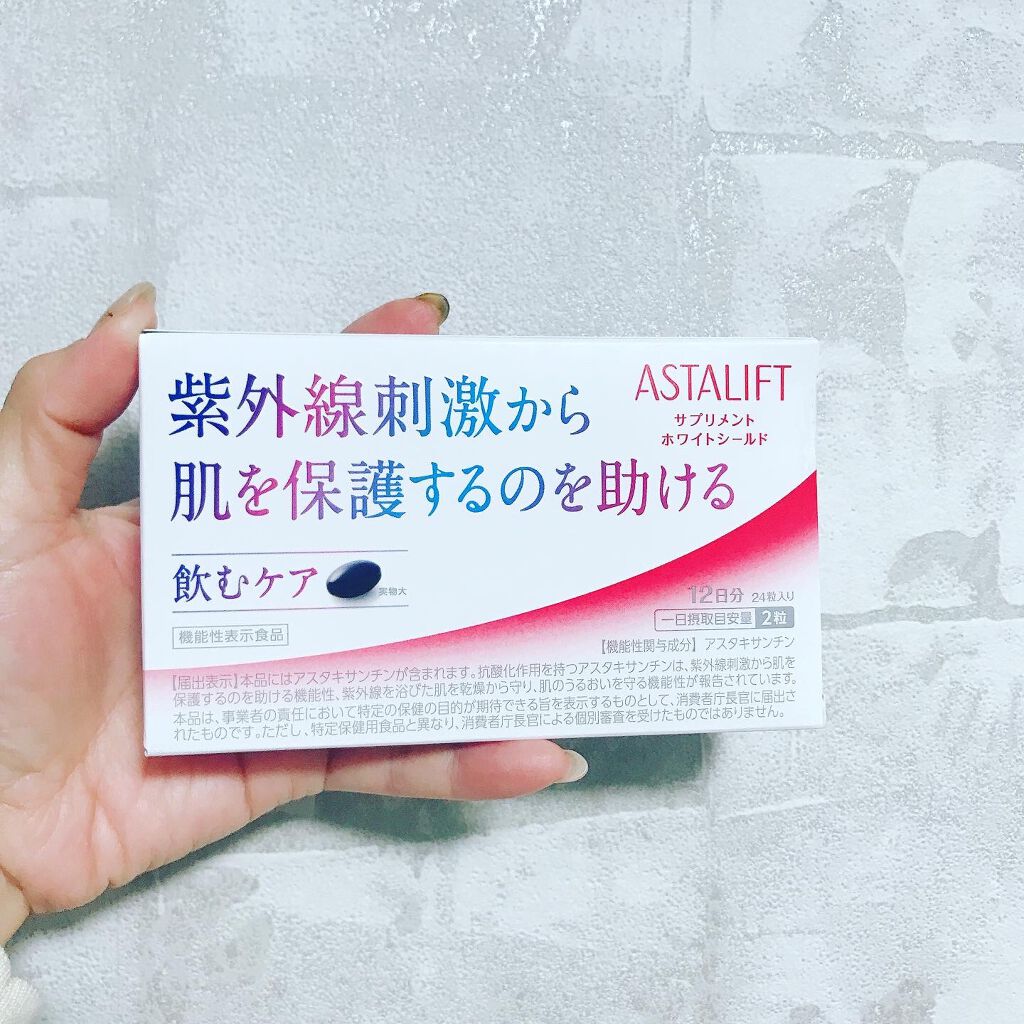 紫外線刺激から
肌を保護するのを助ける
ASTALIFT
サプリメント
ホワイトシールド
飲むケア
実物大
機能性表示食品
12日分 24粒入り
一日摂取目安量 2粒
【機能性関与成分】アスタキサンチン
【届出表示】本品にはアスタキサンチンが含まれます。抗酸化作用を持つアスタキサンチンは、紫外線刺激から肌を
保護するのを助ける機能性、紫外線を浴びた肌を乾燥から守り、肌のうるおいを守る機能性が報告されています。
本品は、事業者の責任において特定の保健の目的が期待できる旨を表示するものとして、消費者庁長官に届出さ
れたものです。ただし、特定保健用食品と異なり、消費者庁長官による個別審査を受けたものではありません。